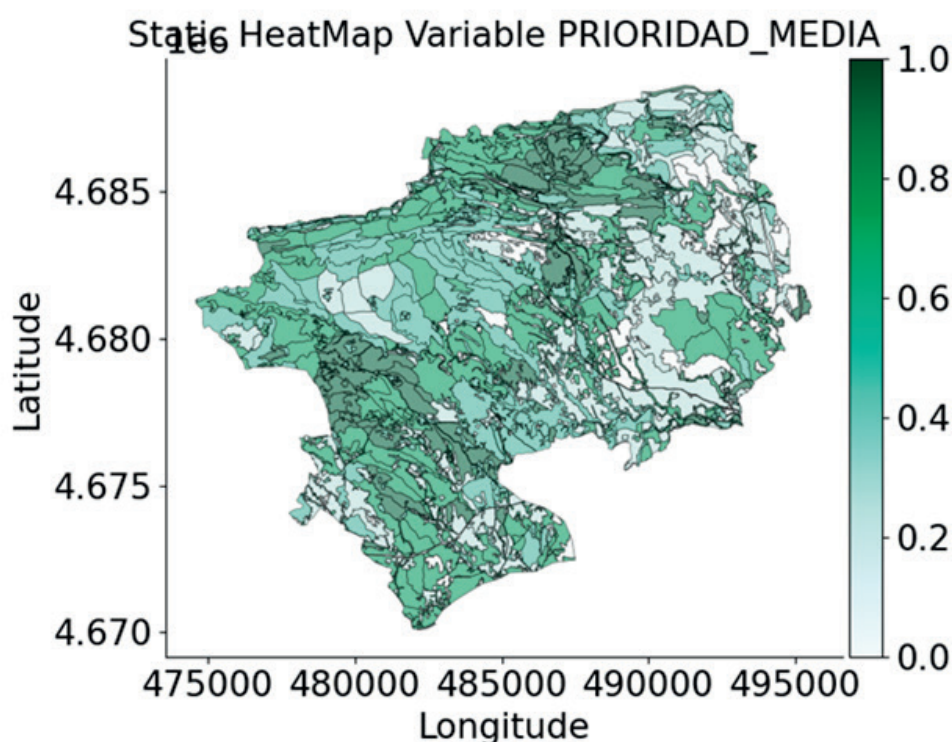 Static HeatMap Variable PRIORIDAD_MEDIA
1e6
4.685
4.680
4.675
4.670
Latitude
475000 480000 485000 490000 495000
Longitude
1.0
0.8
0.6
0.4
0.2
0.0